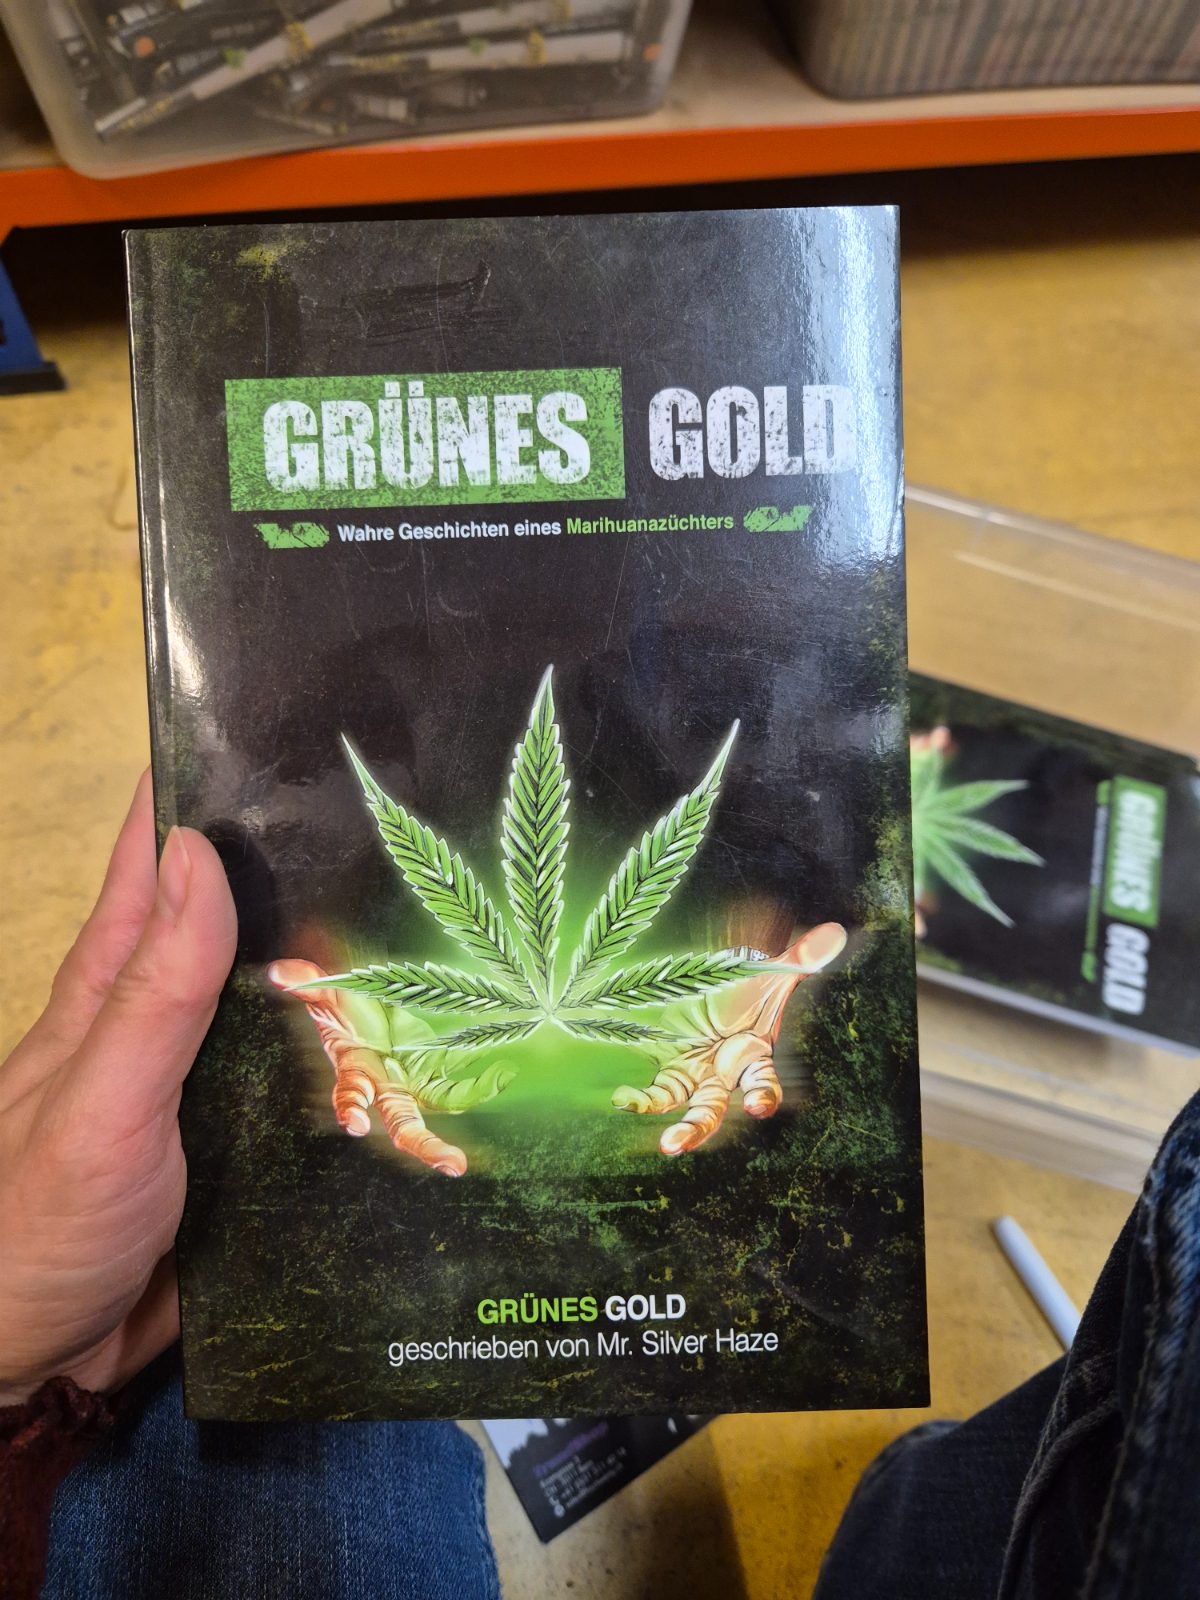 GRÜNES GOLD
Wahre Geschichten eines Marihuanazüchters
GRÜNES GOLD
geschrieben von Mr. Silver Haze
GRÜNES GOLD